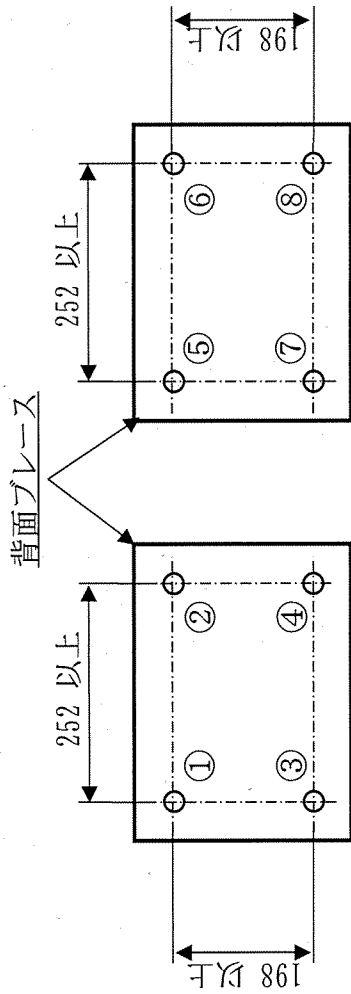 背面ブレース
252 以上
252 以上
198 以上
198 以上
① ② ⑤ ⑥
③ ④ ⑦ ⑧